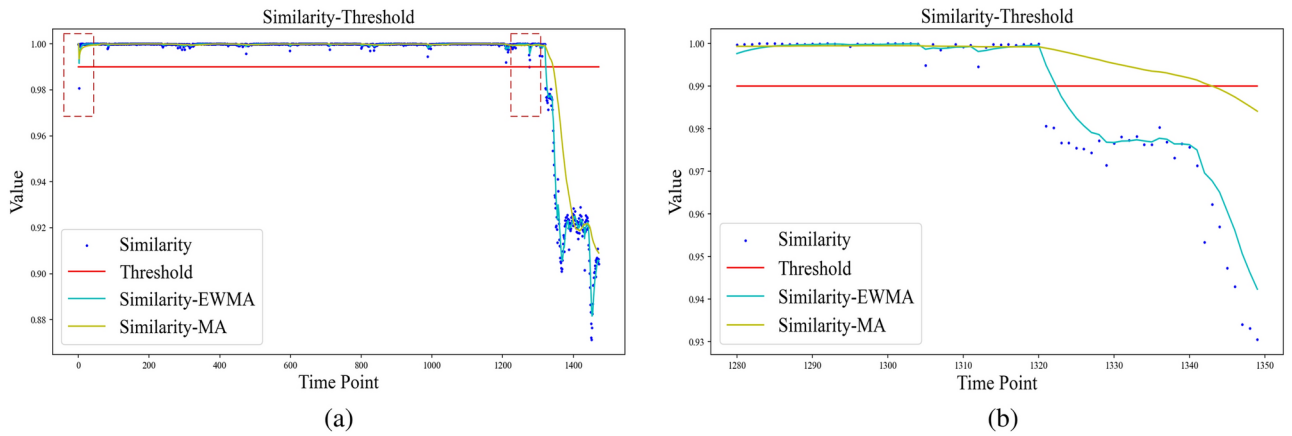 Similarity-Threshold
1.00
0.98
0.96
0.94
0.92
0.90
0.88
Value
Similarity
Threshold
Similarity-EWMA
Similarity-MA
0 200 400 600 800 1000 1200 1400
Time Point
(a)
Similarity-Threshold
1.00
0.99
0.98
0.97
0.96
0.95
0.94
0.93
Value
Similarity
Threshold
Similarity-EWMA
Similarity-MA
1280 1290 1300 1310 1320 1330 1340 1350
Time Point
(b)